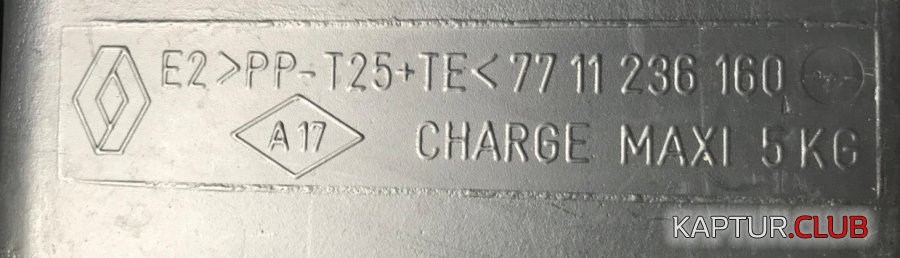 E2>PP-T25+TE<77 11 236 160
A17 CHARGE MAXI 5KG
KAPTUR.CLUB